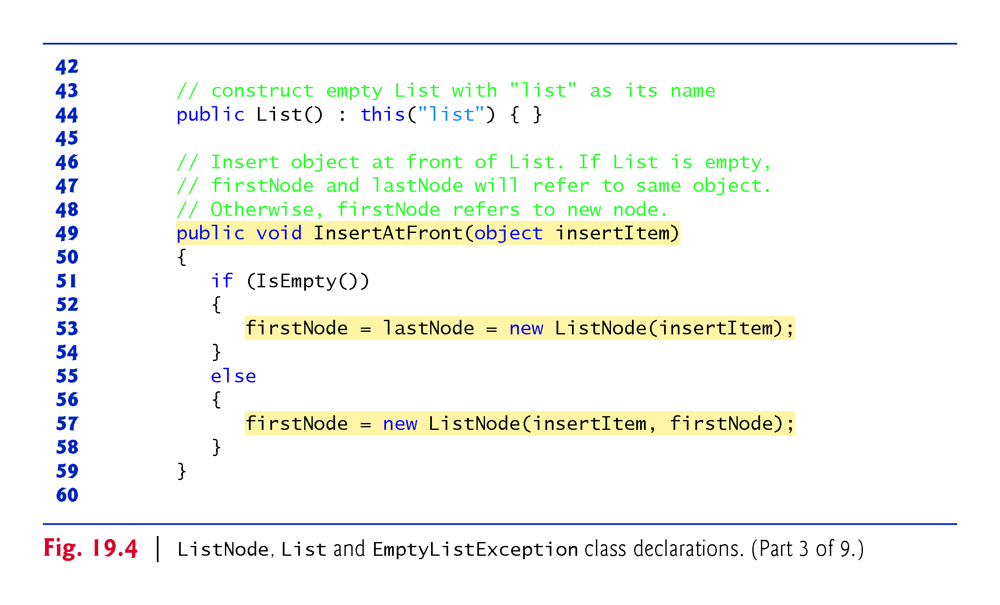 42
43 // construct empty List with "list" as its name
44 public List() : this("list") { }
45
46 // Insert object at front of List. If List is empty,
47 // firstNode and lastNode will refer to same object.
48 // Otherwise, firstNode refers to new node.
49 public void InsertAtFront(object insertItem)
50 {
51 if (IsEmpty())
52 {
53 firstNode = lastNode = new ListNode(insertItem);
54 }
55 else
56 {
57 firstNode = new ListNode(insertItem, firstNode);
58 }
59 }
60
Fig. 19.4 | ListNode, List and EmptyListException class declarations. (Part 3 of 9.)